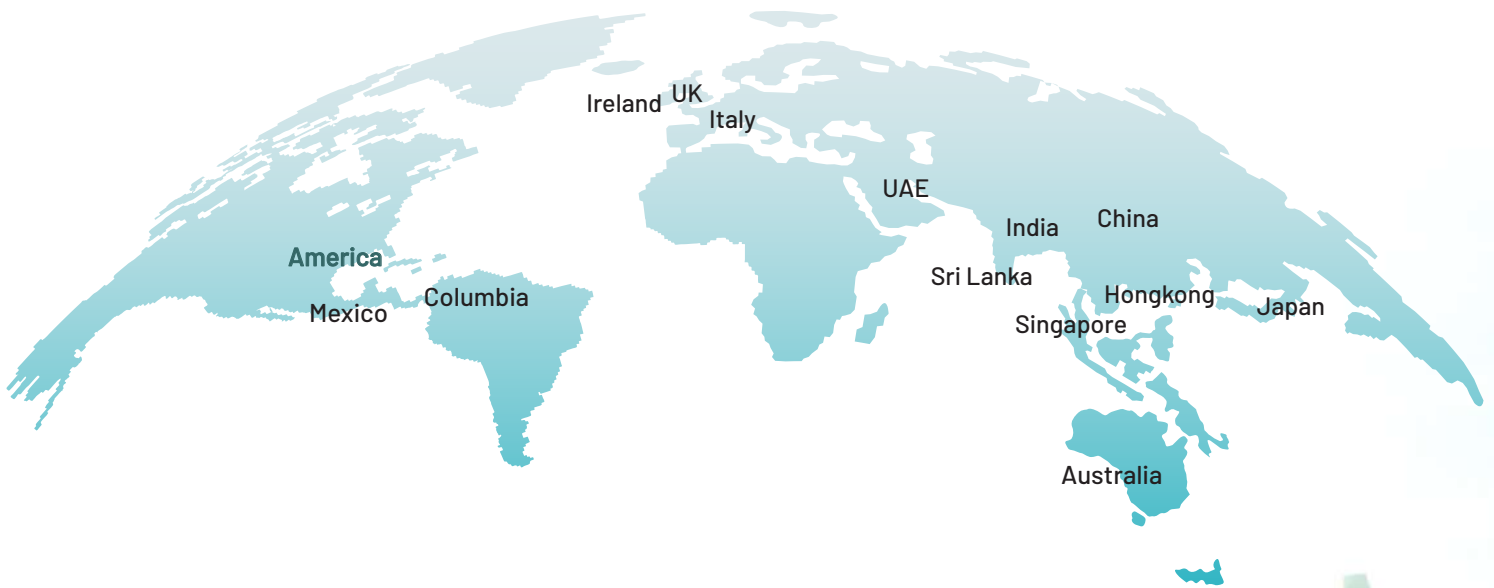 UK
Ireland
Italy
UAE
China
India
America
Sri Lanka
Hongkong
Columbia
Japan
Mexico
Singapore
Australia